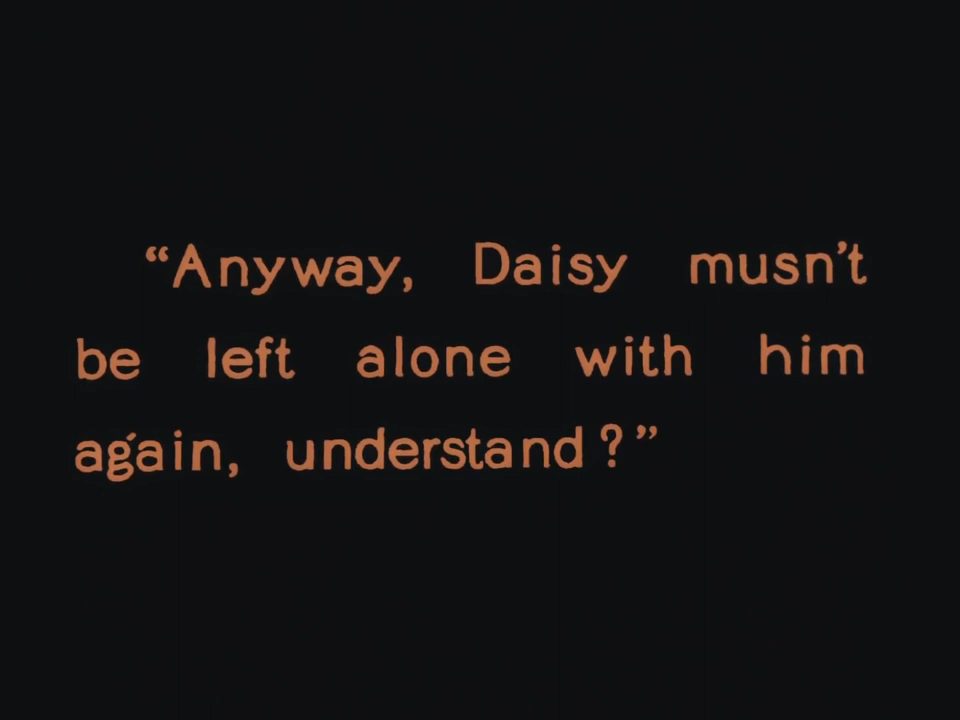 “Anyway, Daisy musn’t
be left alone with him
again, understand?”